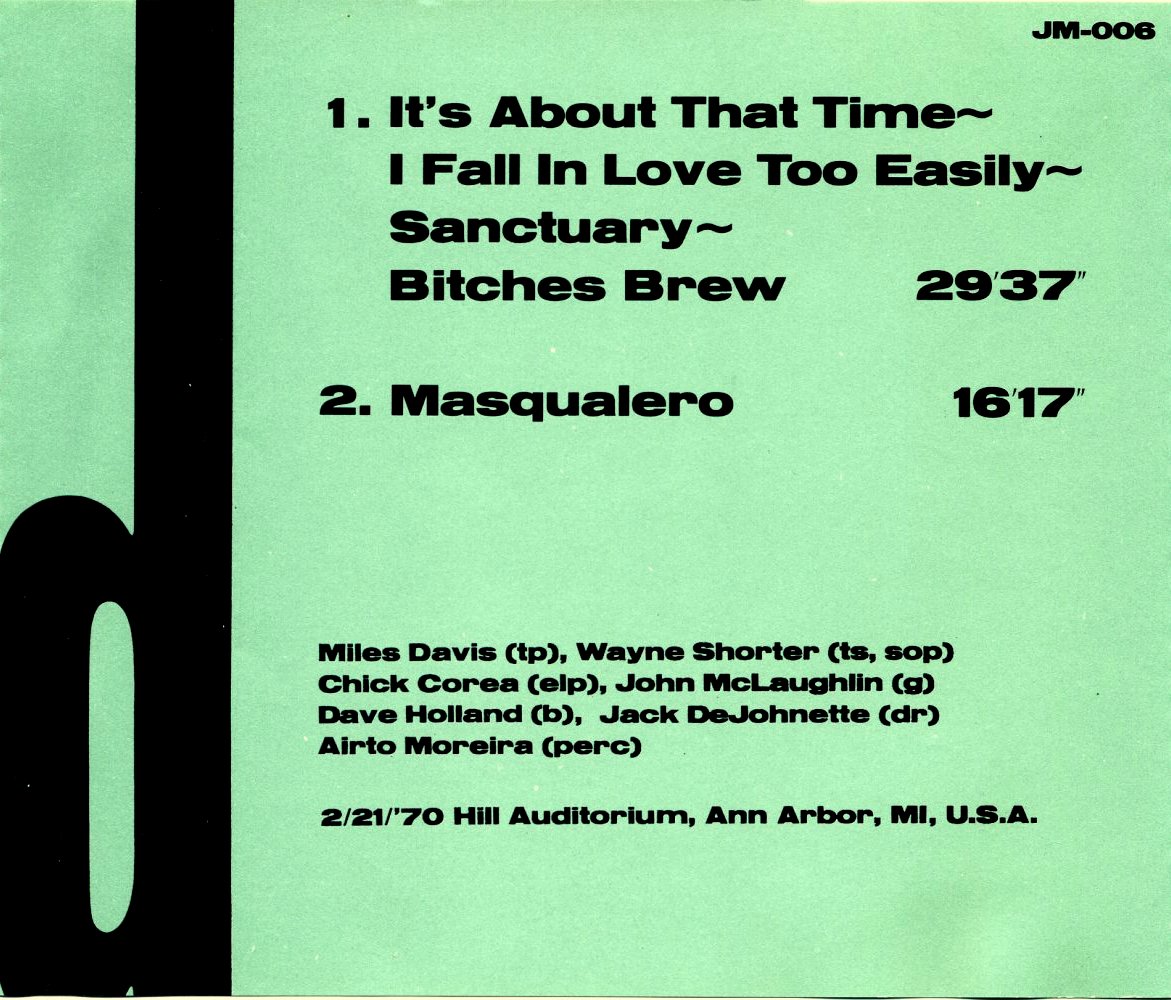 JM-006
1. It's About That Time~
I Fall In Love Too Easily~
Sanctuary~
Bitches Brew 29'37"
2. Masqualero 16'17"
Miles Davis (tp), Wayne Shorter (ts, sop)
Chick Corea (elp), John McLaughlin (g)
Dave Holland (b), Jack DeJohnette (dr)
Airto Moreira (perc)
2/21/'70 Hill Auditorium, Ann Arbor, MI, U.S.A.